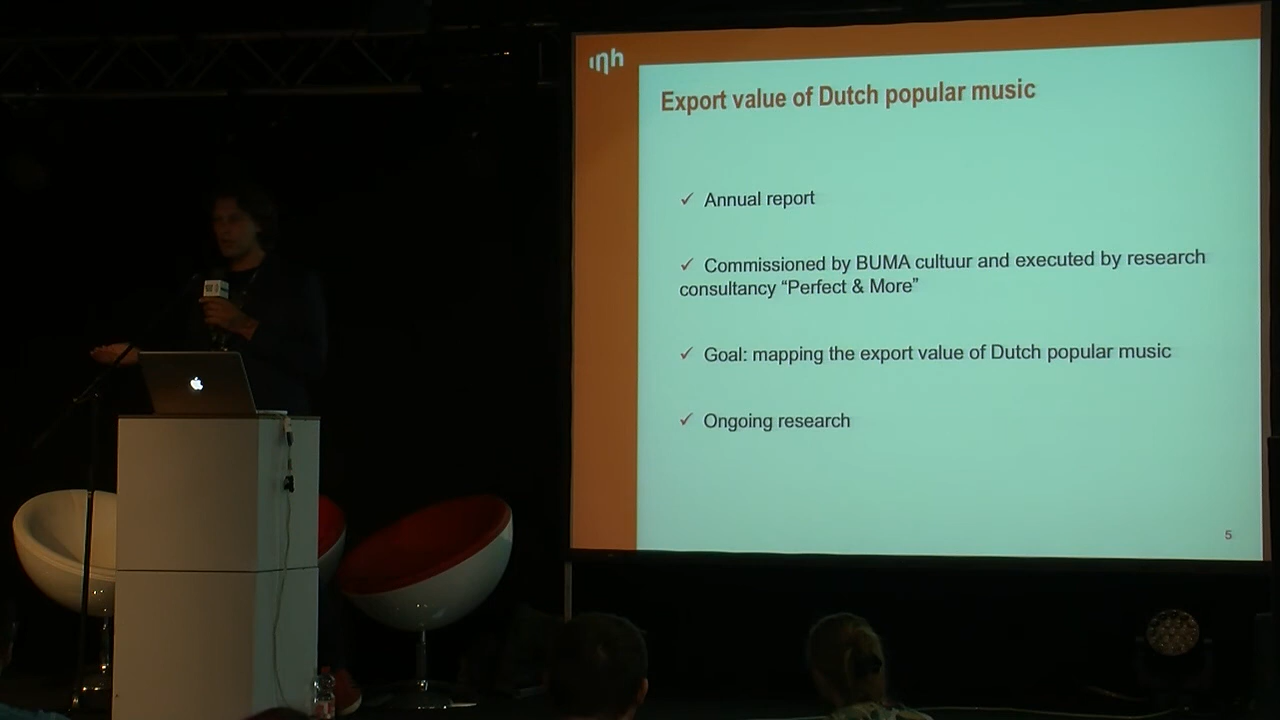 ınh
Export value of Dutch popular music
✓ Annual report
✓ Commissioned by BUMA cultuur and executed by research
consultancy “Perfect & More”
✓ Goal: mapping the export value of Dutch popular music
✓ Ongoing research
5